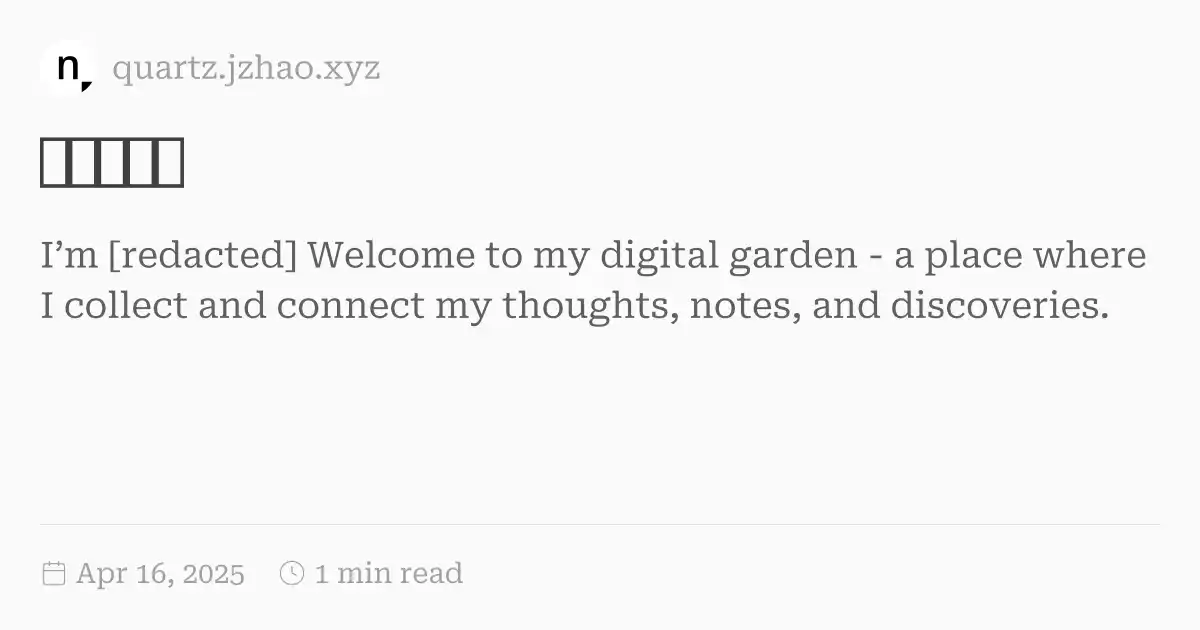 n
quartz.jzhao.xyz
I’m [redacted] Welcome to my digital garden - a place where
I collect and connect my thoughts, notes, and discoveries.
Apr 16, 2025 1 min read